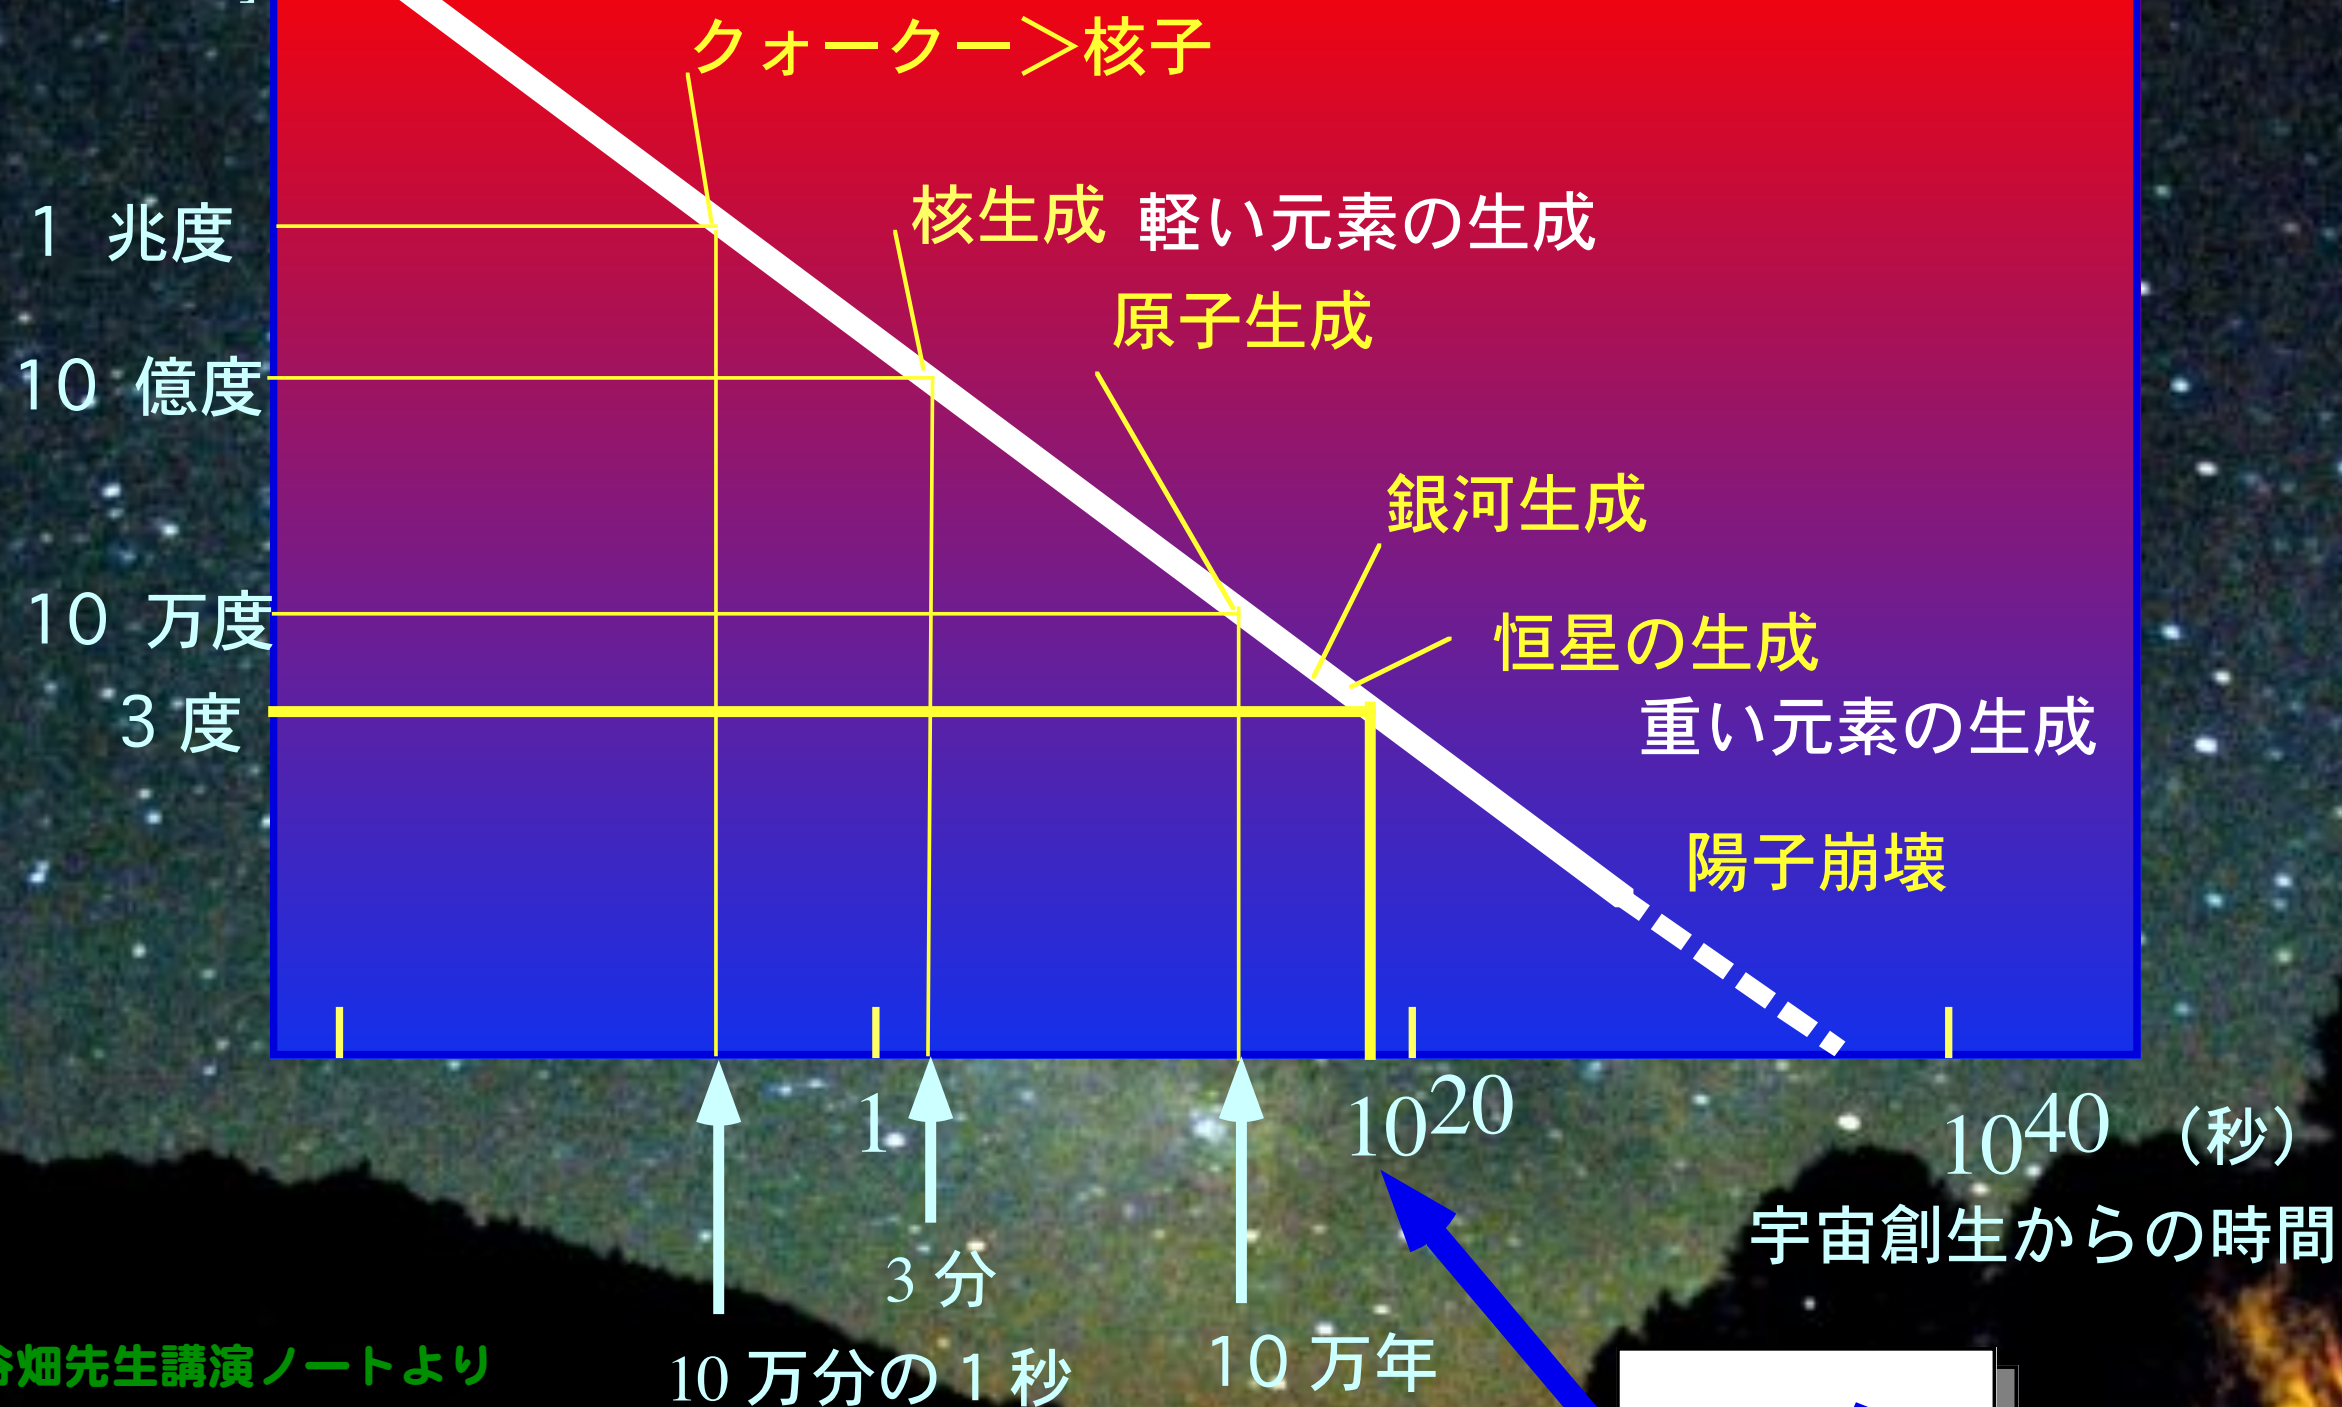 クォークー＞核子
1 兆度
核生成 軽い元素の生成
原子生成
10 億度
銀河生成
10 万度
恒星の生成
3 度
重い元素の生成
陽子崩壊
1
10^20
10^40 （秒）
宇宙創生からの時間
3 分
10 万年
10 万分の 1 秒
畑先生講演ノートより